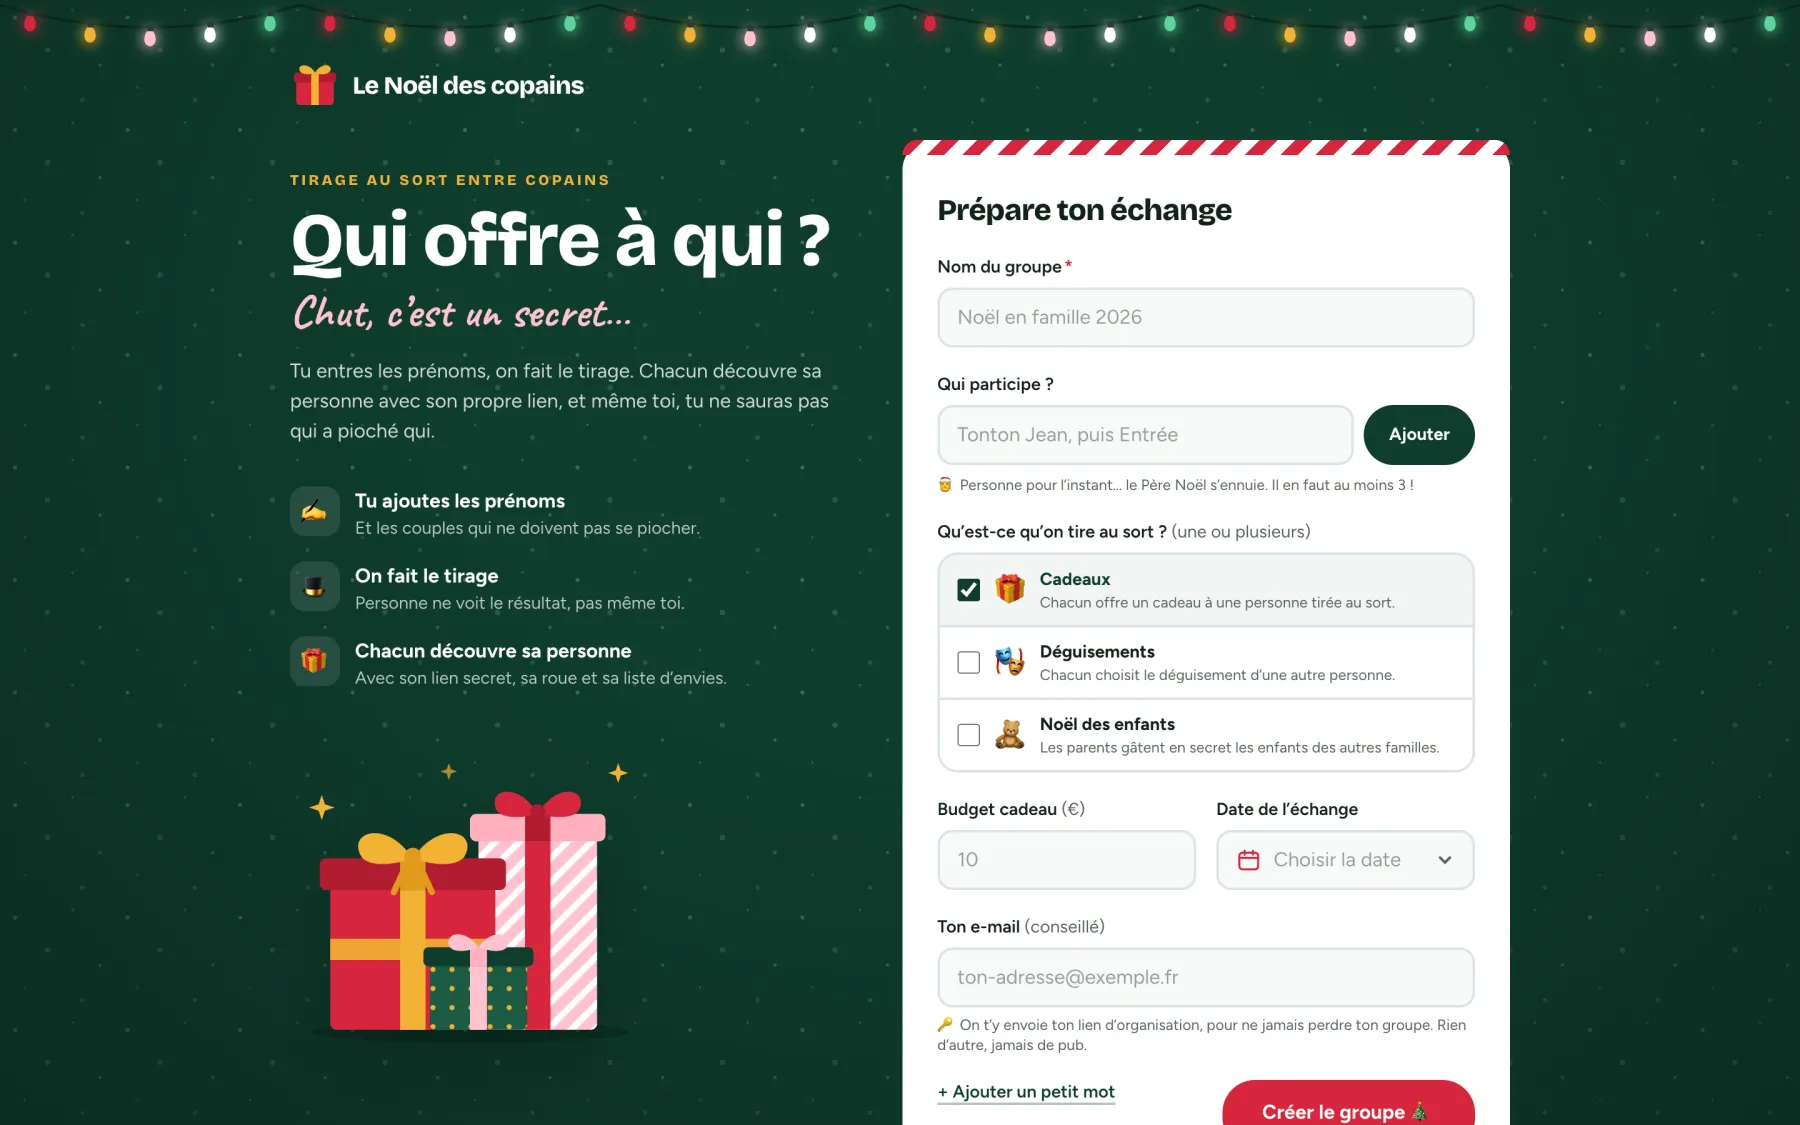 Le Noël des copains
TIRAGE AU SORT ENTRE COPAINS
Qui offre à qui ?
Chut, c’est un secret...
Tu entres les prénoms, on fait le tirage. Chacun découvre sa
personne avec son propre lien, et même toi, tu ne sauras pas
qui a pioché qui.
Tu ajoutes les prénoms
Et les couples qui ne doivent pas se piocher.
On fait le tirage
Personne ne voit le résultat, pas même toi.
Chacun découvre sa personne
Avec son lien secret, sa roue et sa liste d’envies.
Prépare ton échange
Nom du groupe *
Noël en famille 2026
Qui participe ?
Tonton Jean, puis Entrée
Ajouter
Personne pour l’instant... le Père Noël s’ennuie. Il en faut au moins 3 !
Qu’est-ce qu’on tire au sort ? (une ou plusieurs)
Cadeaux
Chacun offre un cadeau à une personne tirée au sort.
Déguisements
Chacun choisit le déguisement d’une autre personne.
Noël des enfants
Les parents gâtent en secret les enfants des autres familles.
Budget cadeau (€)
10
Date de l’échange
Choisir la date
Ton e-mail (conseillé)
ton-adresse@exemple.fr
On t’y envoie ton lien d’organisation, pour ne jamais perdre ton groupe. Rien
d’autre, jamais de pub.
+ Ajouter un petit mot
Créer le groupe